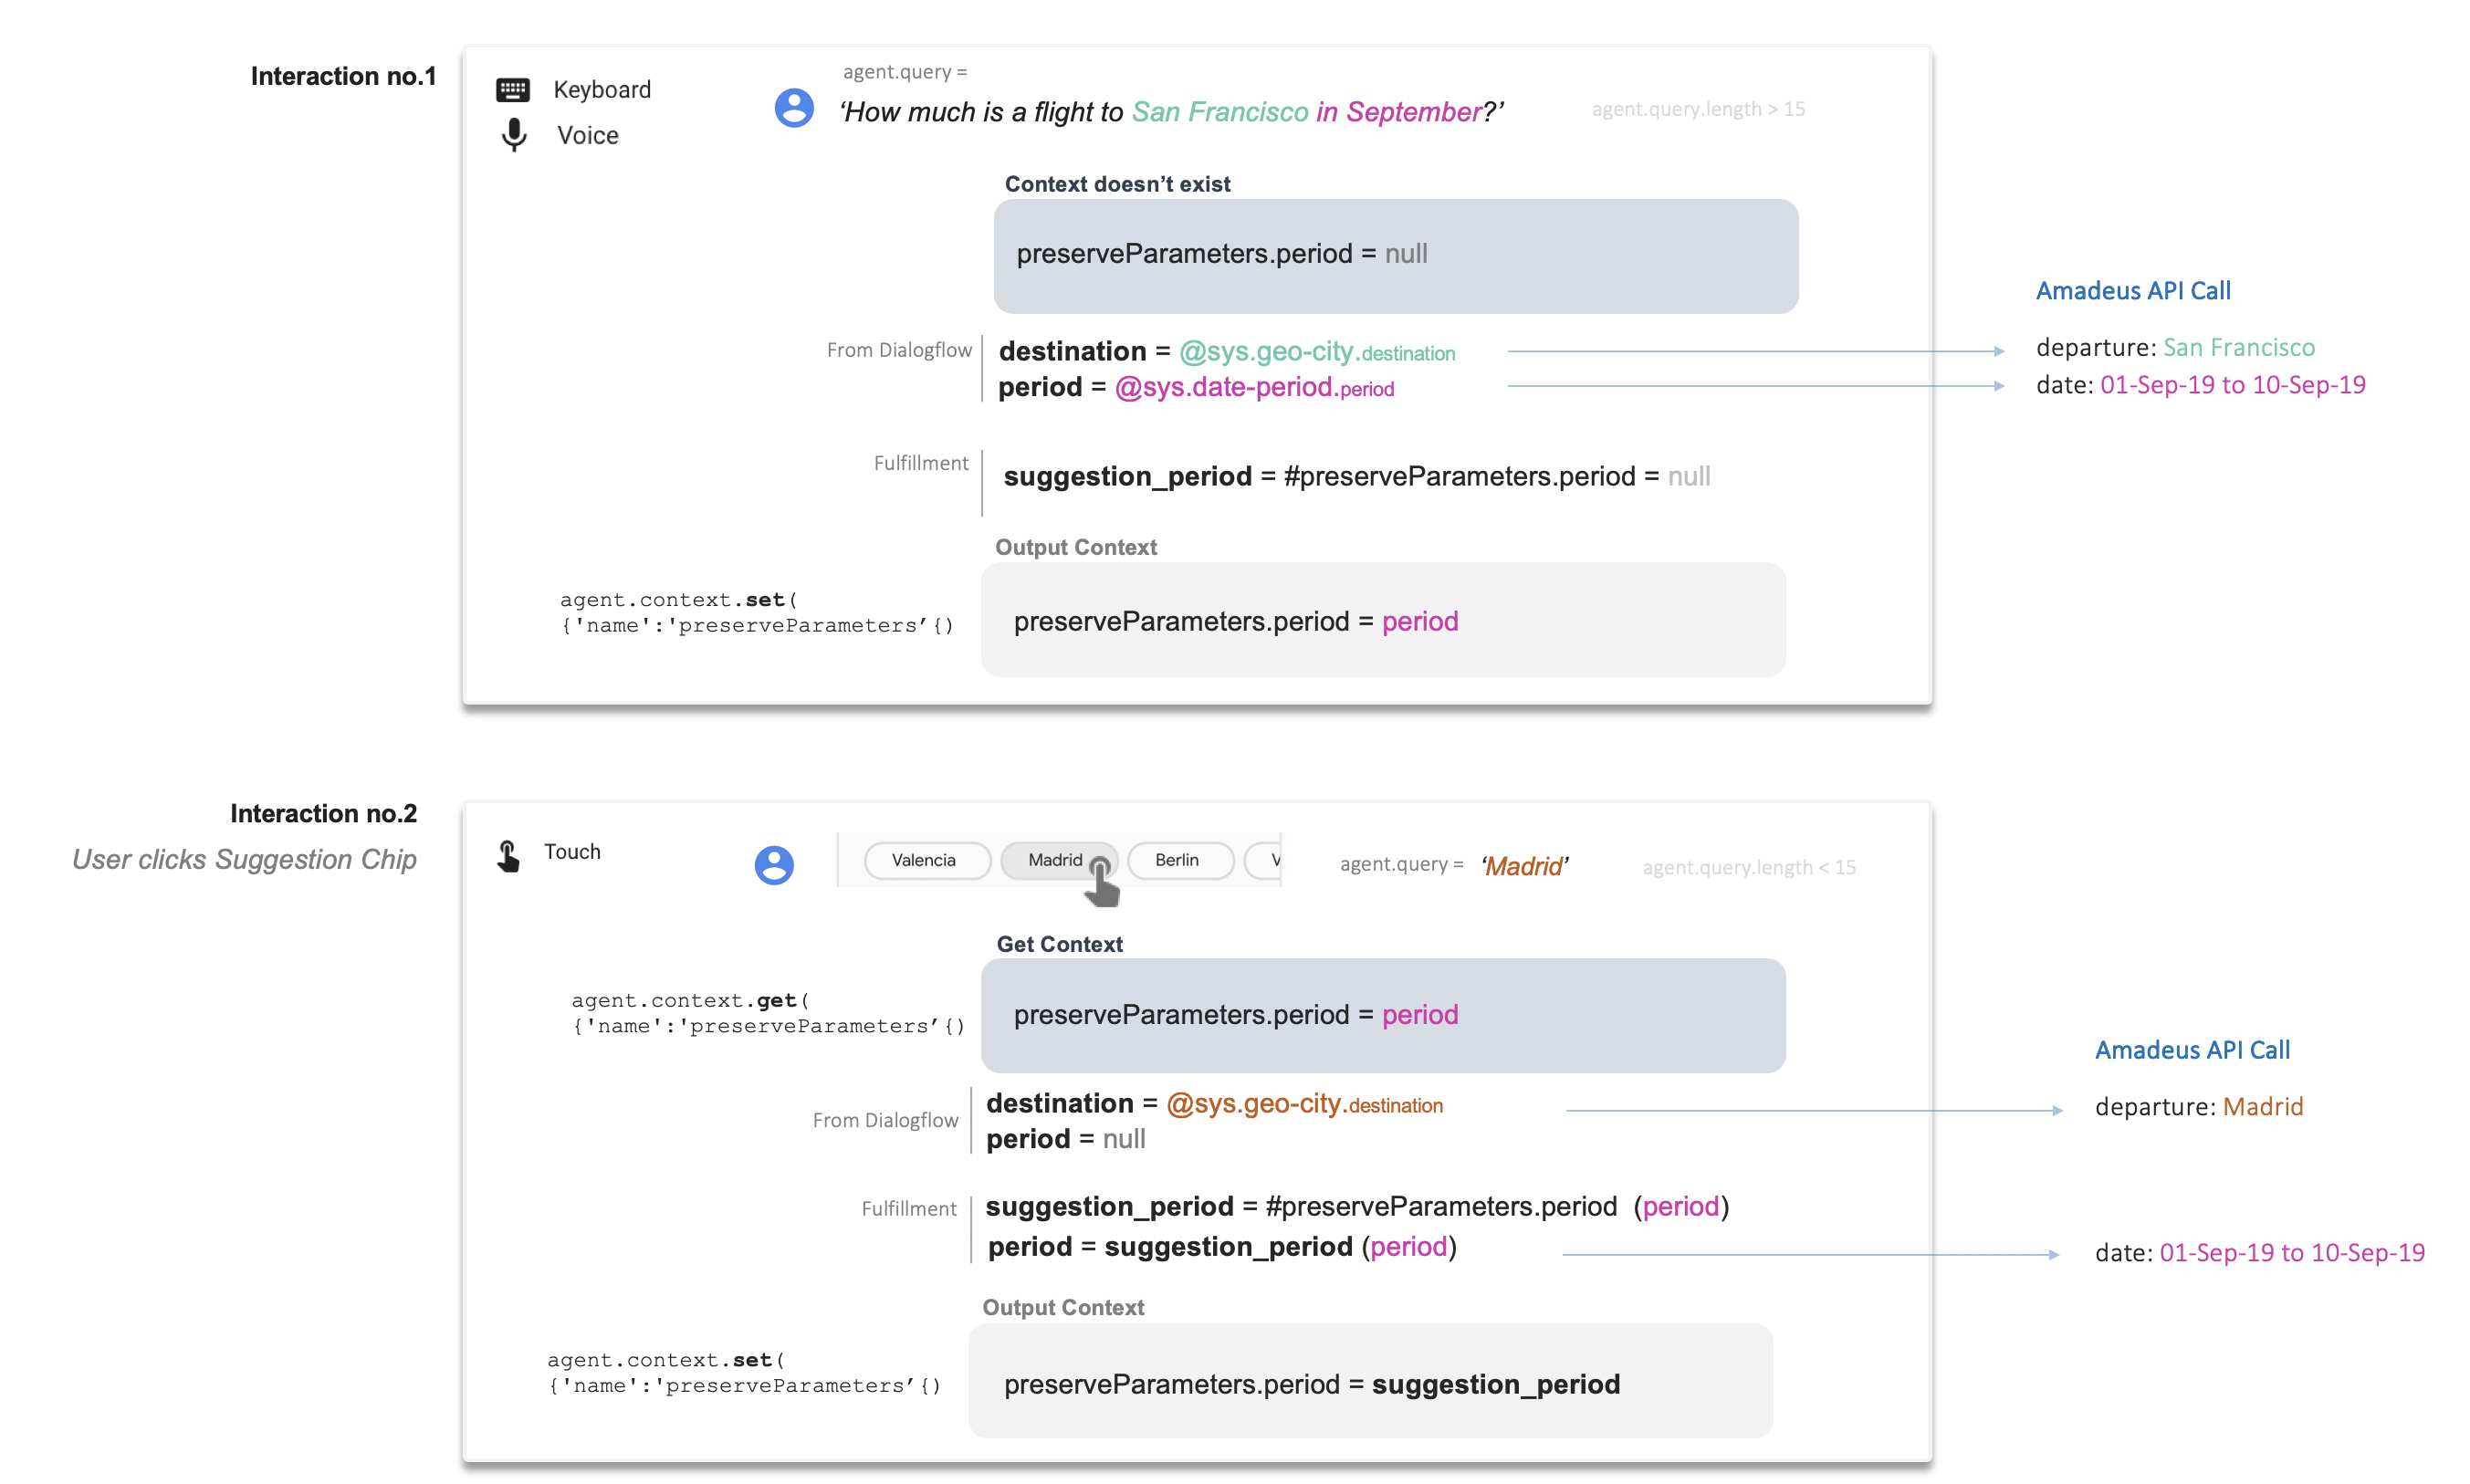 Interaction no.1
Keyboard
Voice
agent.query =
‘How much is a flight to San Francisco in September?’
agent.query.length > 15
Context doesn’t exist
preserveParameters.period = null
From Dialogflow
destination = @sys.geo-city.destination
period = @sys.date-period.period
Amadeus API Call
departure: San Francisco
date: 01-Sep-19 to 10-Sep-19
Fulfillment
suggestion_period = #preserveParameters.period = null
Output Context
agent.context.set(
{'name':'preserveParameters’{)
preserveParameters.period = period
Interaction no.2
User clicks Suggestion Chip
Touch
Valencia
Madrid
Berlin
V
agent.query = ‘Madrid’
agent.query.length < 15
Get Context
agent.context.get(
{'name':'preserveParameters’{)
preserveParameters.period = period
From Dialogflow
destination = @sys.geo-city.destination
period = null
Amadeus API Call
departure: Madrid
Fulfillment
suggestion_period = #preserveParameters.period (period)
period = suggestion_period (period)
date: 01-Sep-19 to 10-Sep-19
Output Context
agent.context.set(
{'name':'preserveParameters’{)
preserveParameters.period = suggestion_period